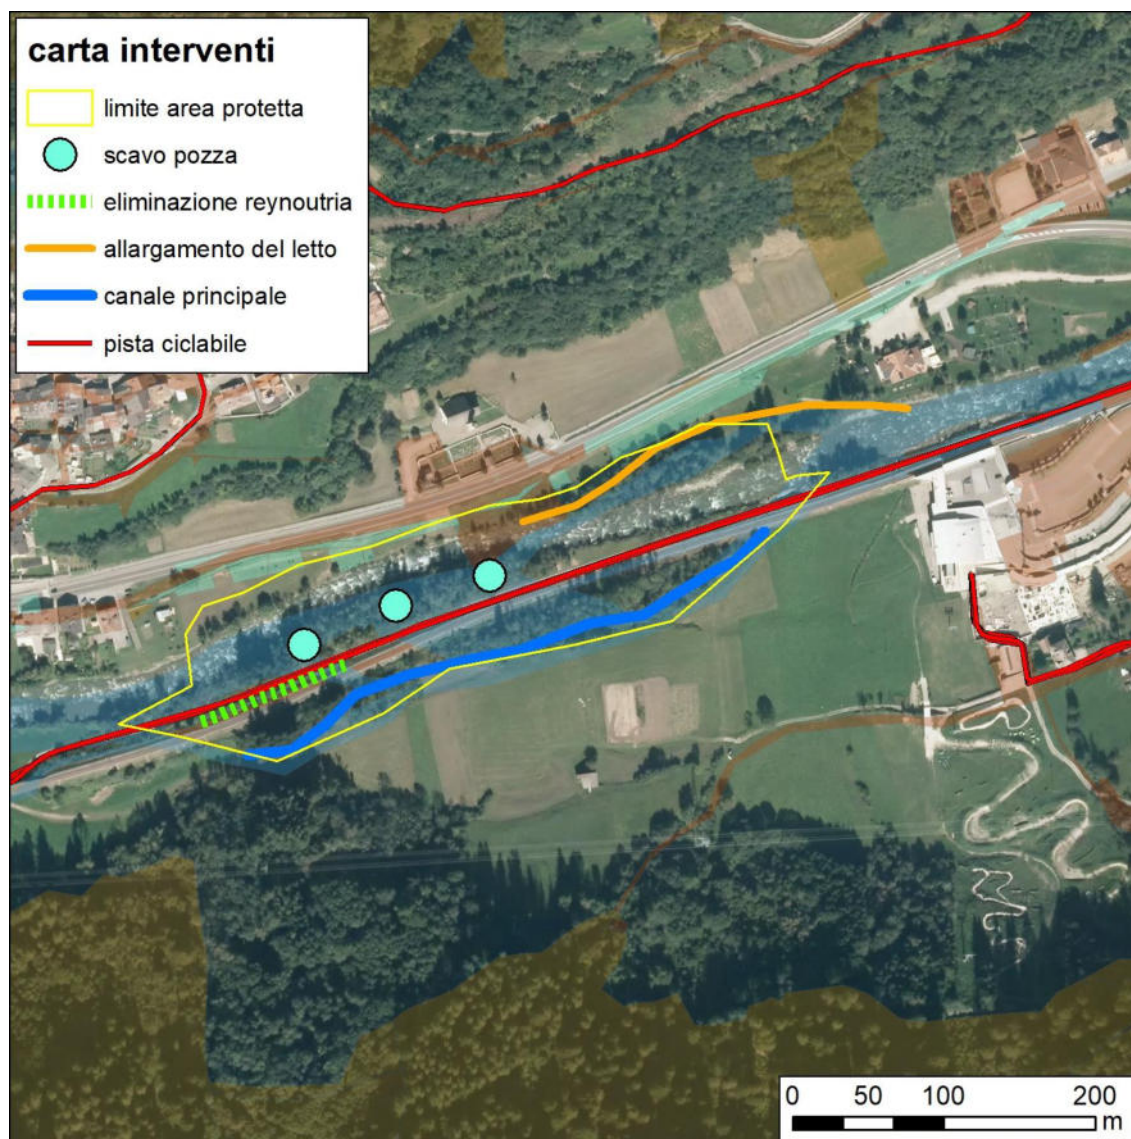 carta interventi
limite area protetta
scavo pozza
eliminazione reynoutria
allargamento del letto
canale principale
pista ciclabile
0 50 100 200
m